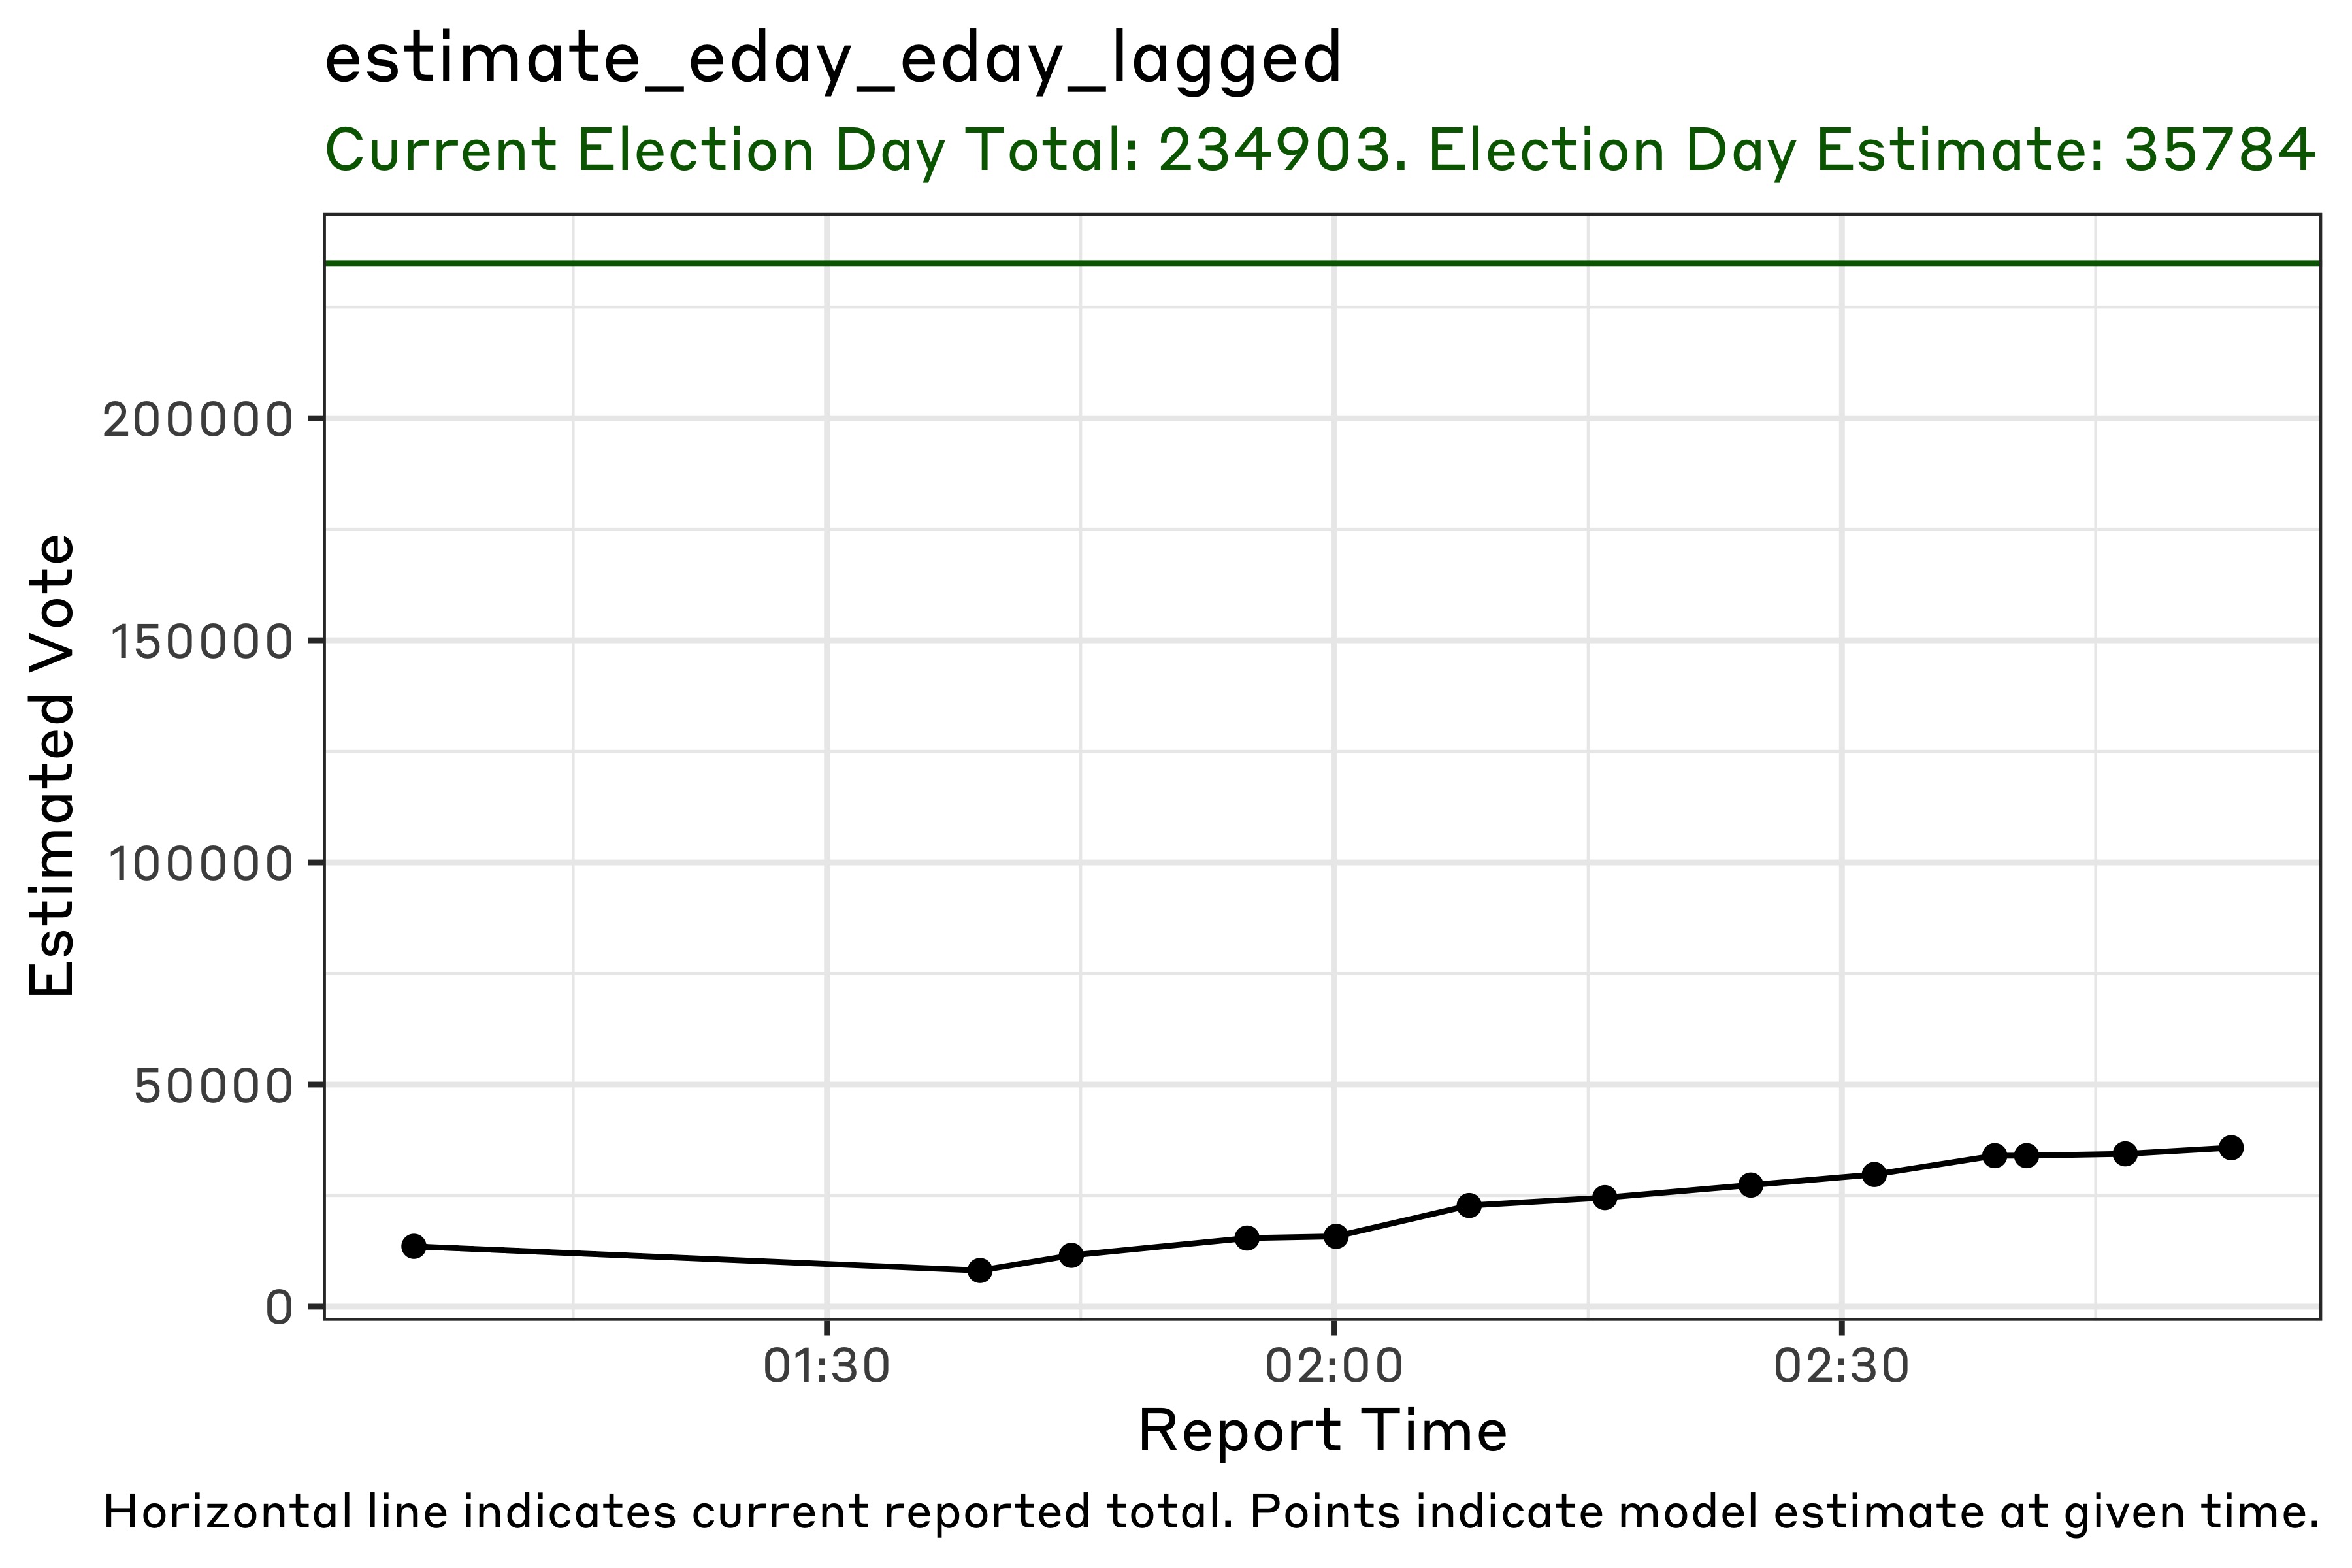 estimate_eday_eday_lagged
Current Election Day Total: 234903. Election Day Estimate: 35784
Estimated Vote
200000
150000
100000
50000
0
01:30
02:00
02:30
Report Time
Horizontal line indicates current reported total. Points indicate model estimate at given time.